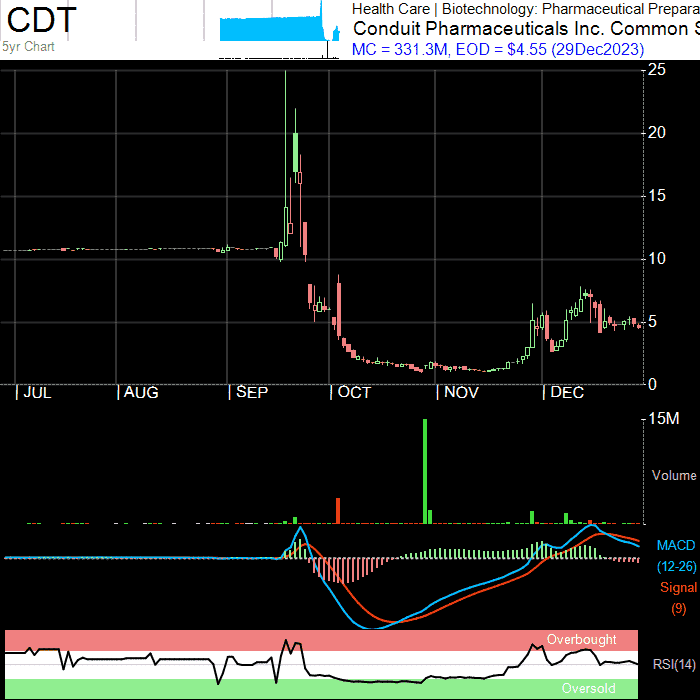 CDT
5yr Chart
Health Care | Biotechnology: Pharmaceutical Prepara
Conduit Pharmaceuticals Inc. Common S
MC = 331.3M, EOD = $4.55 (29Dec2023)
25
20
15
10
5
0
JUL AUG SEP OCT NOV DEC
15M
Volume
MACD
(12-26)
Signal
(9)
Overbought
RSI(14)
Oversold